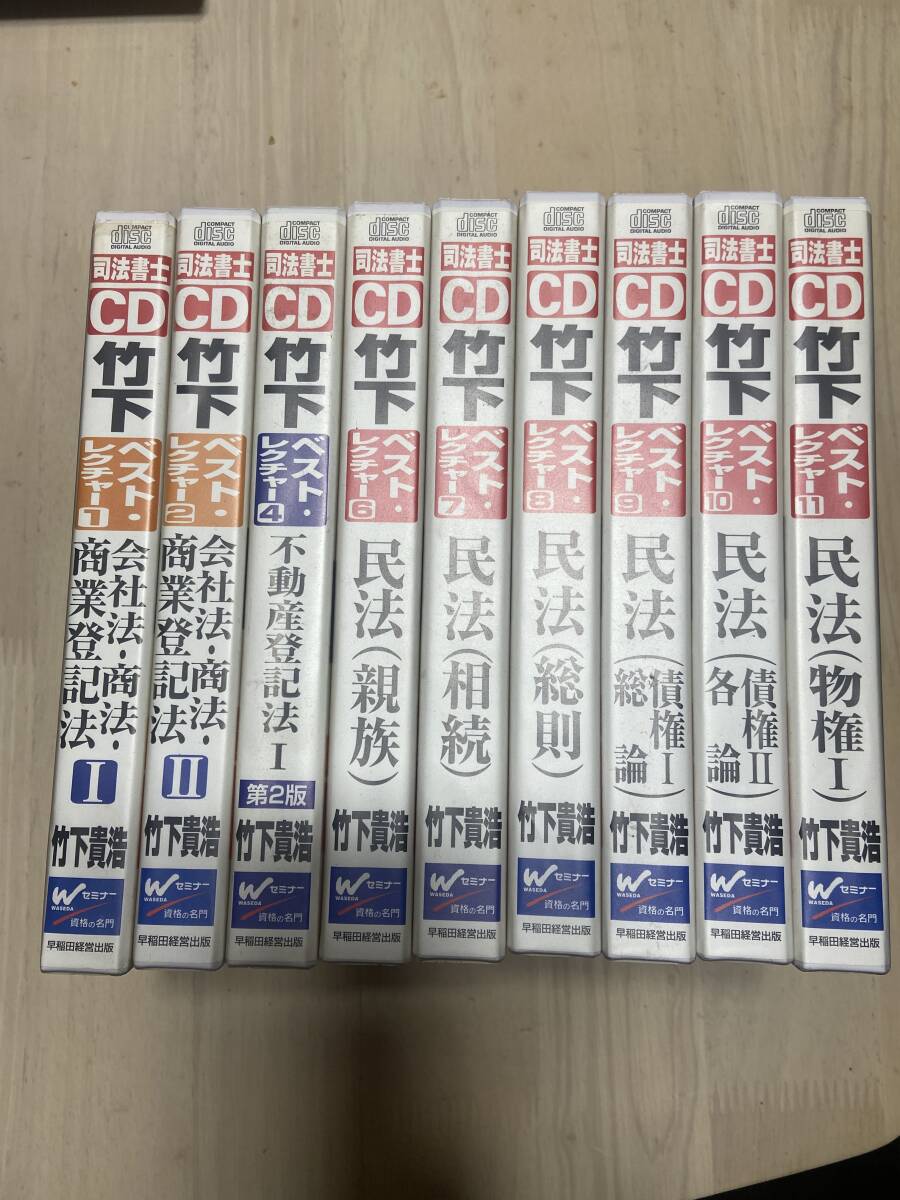 COMPACT
disc
DIGITAL AUDIO
司法書士
CD
竹下
ベスト・
レクチャー1
会社法・商法・
商業登記法
I
竹下貴浩
W セミナー
WASEDA
資格の名門
早稲田経営出版
COMPACT
disc
DIGITAL AUDIO
司法書士
CD
竹下
ベスト・
レクチャー2
会社法・商法・
商業登記法
II
竹下貴浩
W セミナー
WASEDA
資格の名門
早稲田経営出版
COMPACT
disc
DIGITAL AUDIO
司法書士
CD
竹下
ベスト・
レクチャー4
不動産登記法 I
第2版
竹下貴浩
W セミナー
WASEDA
資格の名門
早稲田経営出版
COMPACT
disc
DIGITAL AUDIO
司法書士
CD
竹下
ベスト・
レクチャー6
民法(親族)
竹下貴浩
W セミナー
WASEDA
資格の名門
早稲田経営出版
COMPACT
disc
DIGITAL AUDIO
司法書士
CD
竹下
ベスト・
レクチャー7
民法(相続)
竹下貴浩
W セミナー
WASEDA
資格の名門
早稲田経営出版
COMPACT
disc
DIGITAL AUDIO
司法書士
CD
竹下
ベスト・
レクチャー8
民法(総則)
竹下貴浩
W セミナー
WASEDA
資格の名門
早稲田経営出版
COMPACT
disc
DIGITAL AUDIO
司法書士
CD
竹下
ベスト・
レクチャー9
民法(債権I
総論)
竹下貴浩
W セミナー
WASEDA
資格の名門
早稲田経営出版
COMPACT
disc
DIGITAL AUDIO
司法書士
CD
竹下
ベスト・
レクチャー10
民法(債権II
各論)
竹下貴浩
W セミナー
WASEDA
資格の名門
早稲田経営出版
COMPACT
disc
DIGITAL AUDIO
司法書士
CD
竹下
ベスト・
レクチャー11
民法(物権I)
竹下貴浩
W セミナー
WASEDA
資格の名門
早稲田経営出版